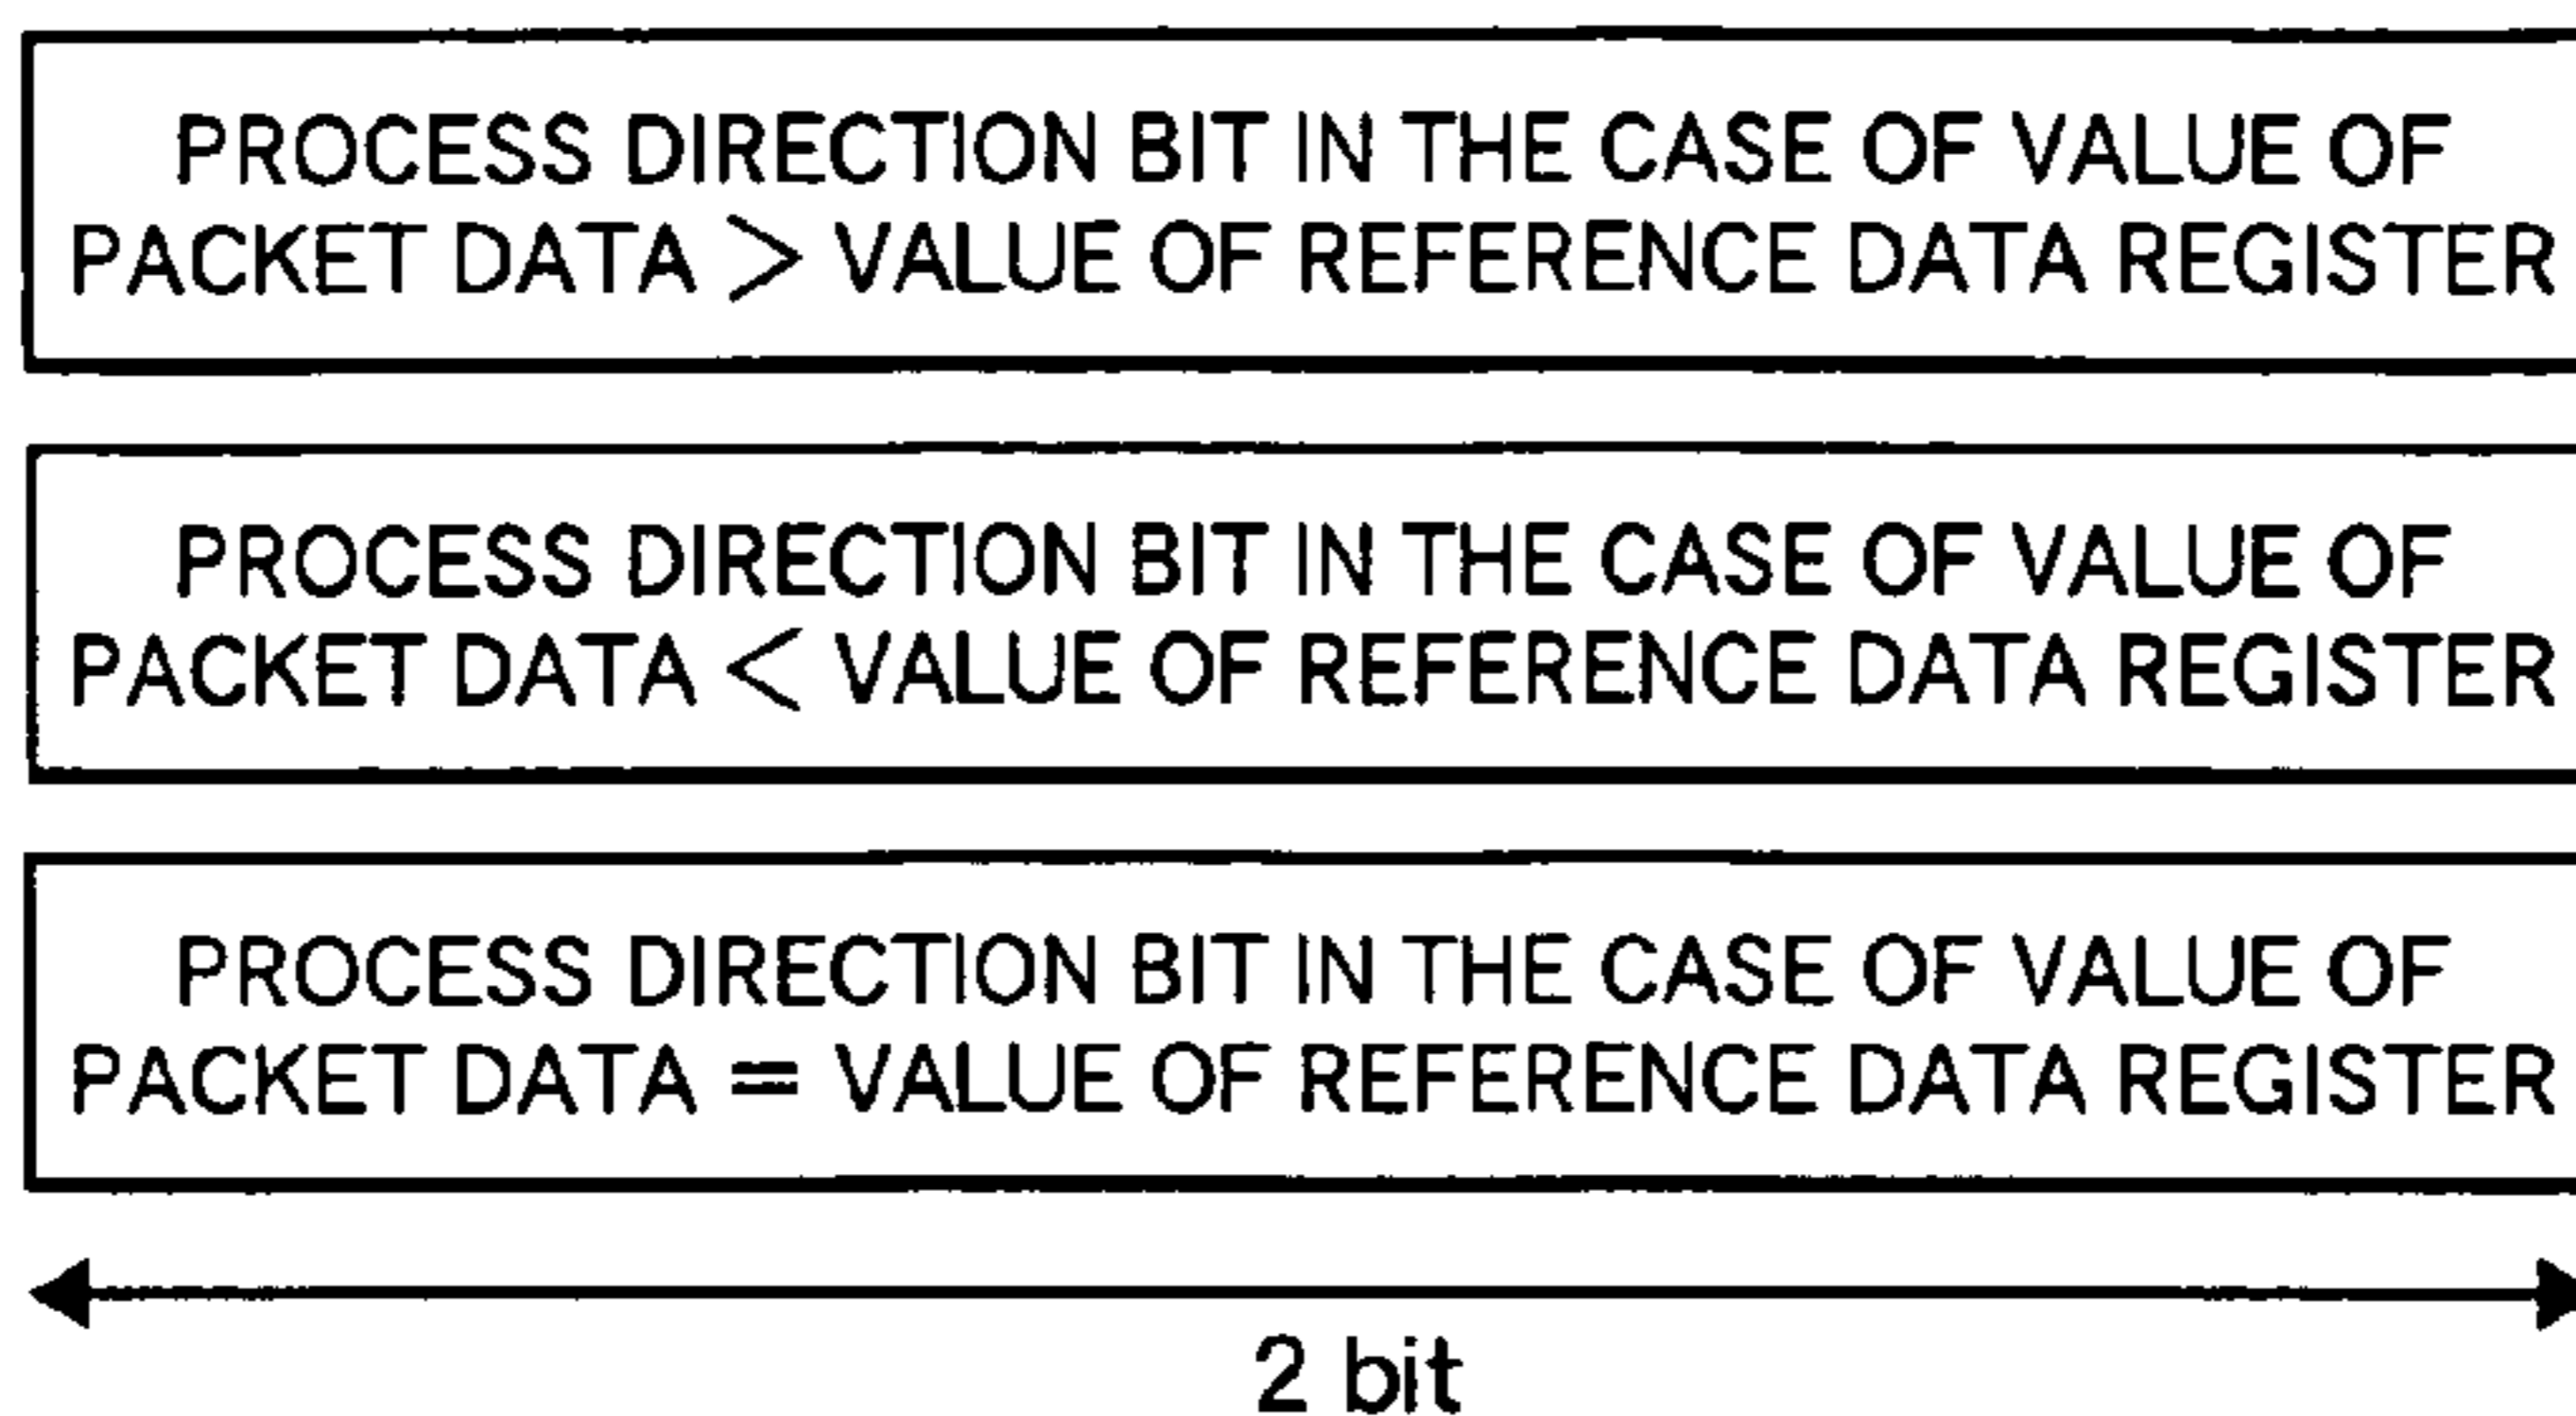 PROCESS DIRECTION BIT IN THE CASE OF VALUE OF
PACKET DATA > VALUE OF REFERENCE DATA REGISTER
PROCESS DIRECTION BIT IN THE CASE OF VALUE OF
PACKET DATA < VALUE OF REFERENCE DATA REGISTER
PROCESS DIRECTION BIT IN THE CASE OF VALUE OF
PACKET DATA = VALUE OF REFERENCE DATA REGISTER
2 bit